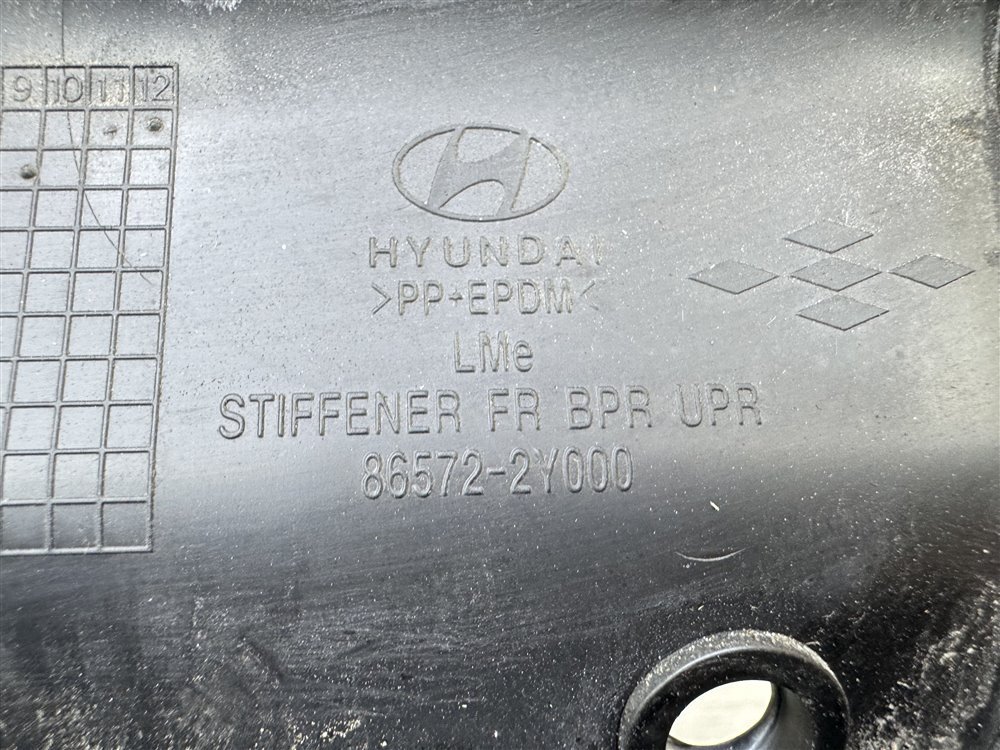 9 10 11 12
HYUNDAI
>PP+EPDM<
LMe
STIFFENER FR BPR UPR
86572-2Y000